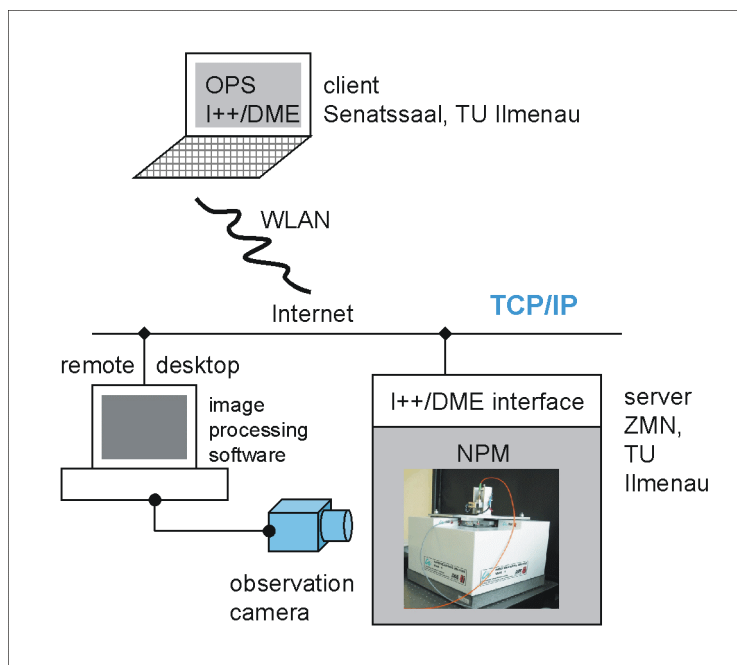 OPS
I++/DME
client
Senatssaal, TU Ilmenau
WLAN
Internet
TCP/IP
remote desktop
image
processing
software
I++/DME interface
NPM
server
ZMN,
TU
Ilmenau
observation
camera